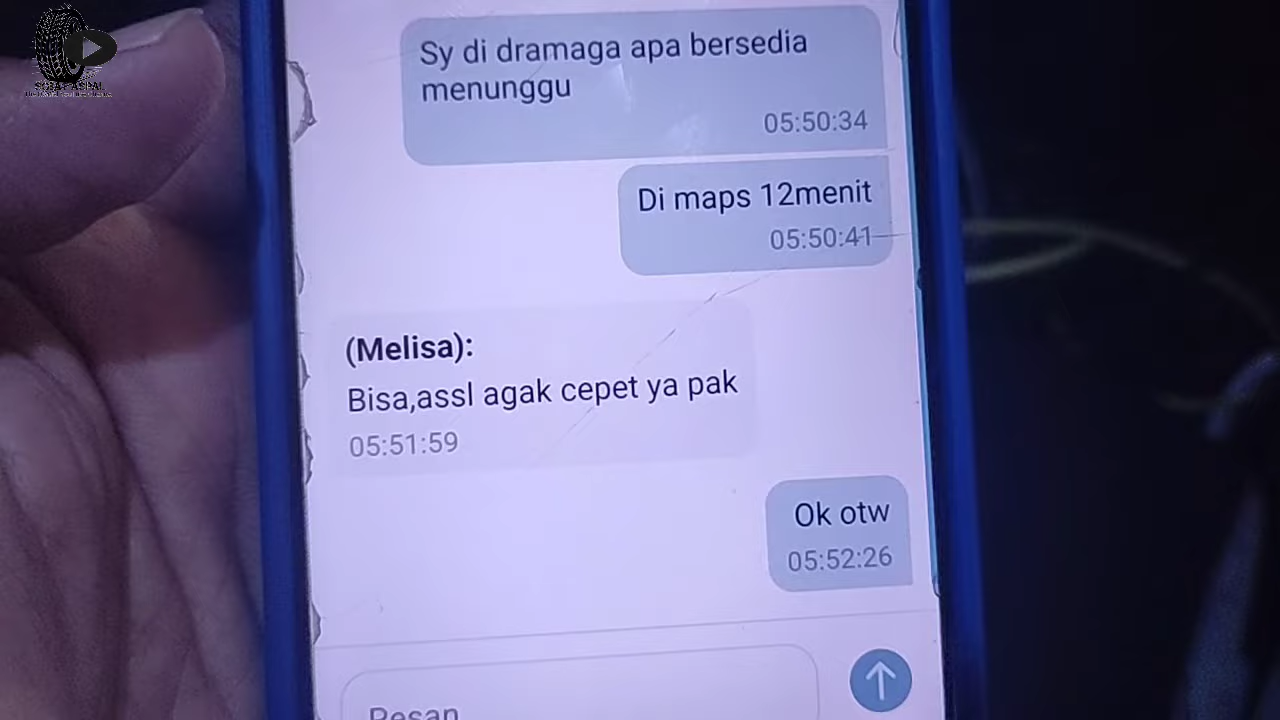 Sy di dramaga apa bersedia
menunggu
05:50:34
Di maps 12menit
05:50:41
(Melisa):
Bisa,assl agak cepet ya pak
05:51:59
Ok otw
05:52:26
Pesan